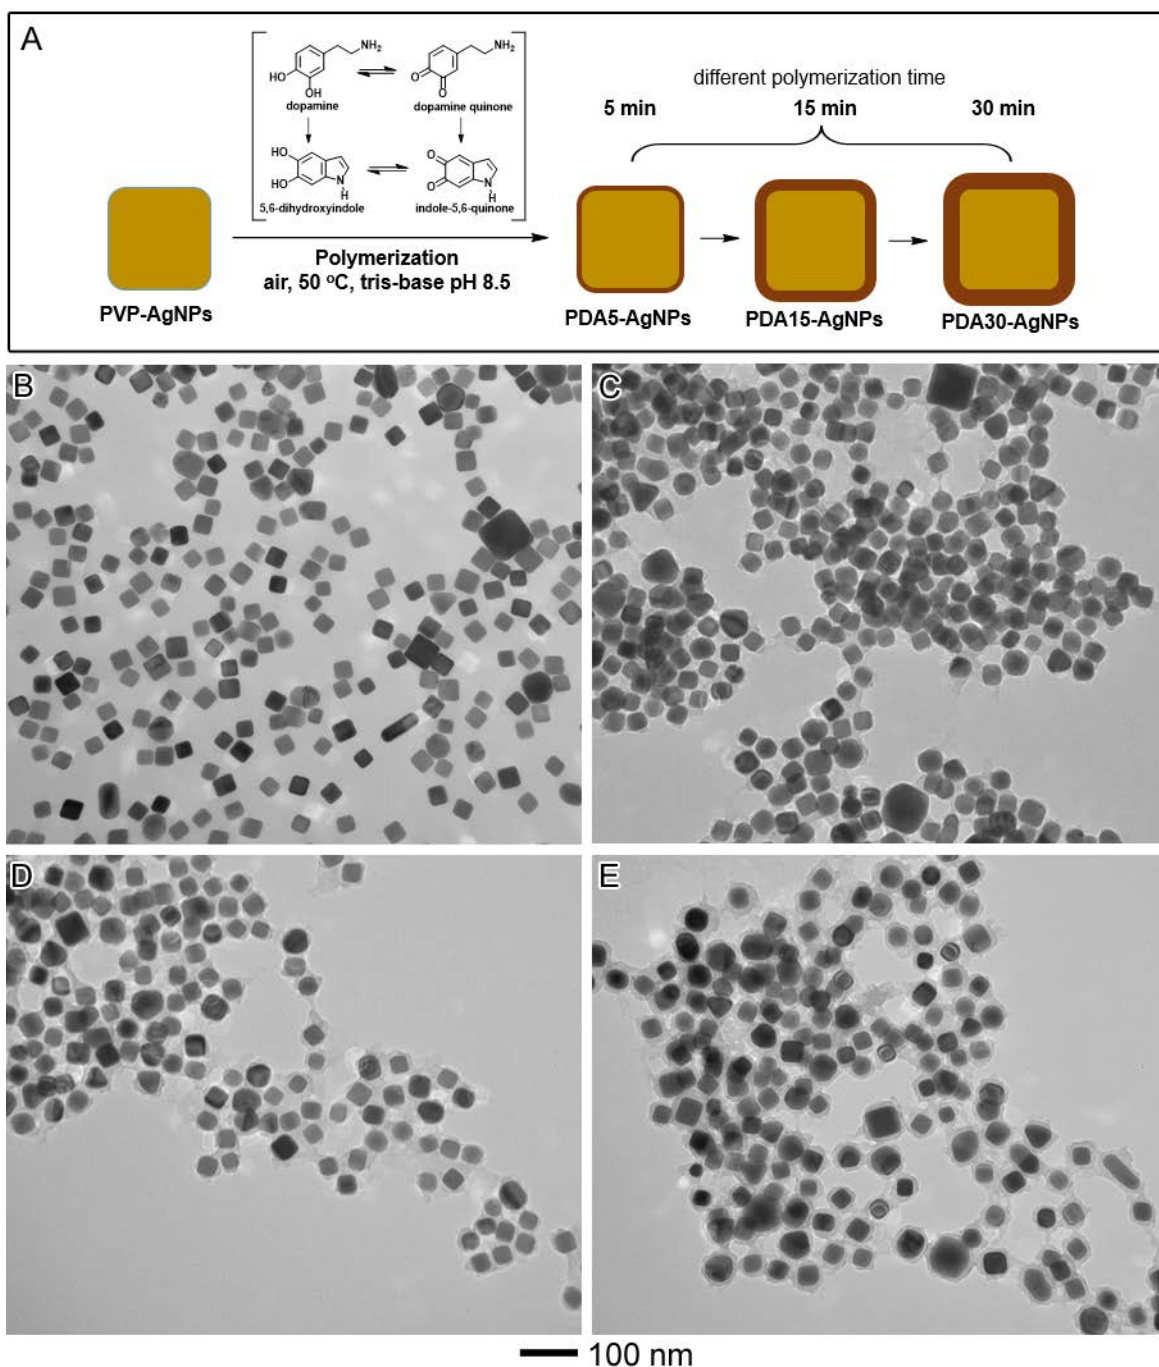 A
NH₂
NH₂
HO
OH
O
O
dopamine
dopamine quinone
HO
HO
N
H
O
O
N
H
5,6-dihydroxyindole
indole-5,6-quinone
different polymerization time
5 min
15 min
30 min
Polymerization
air, 50 °C, tris-base pH 8.5
PVP-AgNPs
PDA5-AgNPs
PDA15-AgNPs
PDA30-AgNPs
B
C
D
E
100 nm